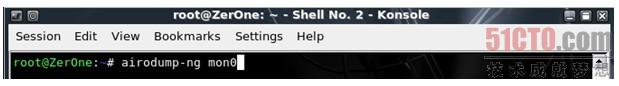 root@ZerOne: ~ - Shell No. 2 - Konsole
Session Edit View Bookmarks Settings Help
51CTO.com
root@ZerOne:~# airodump-ng mon0
技术成就梦想